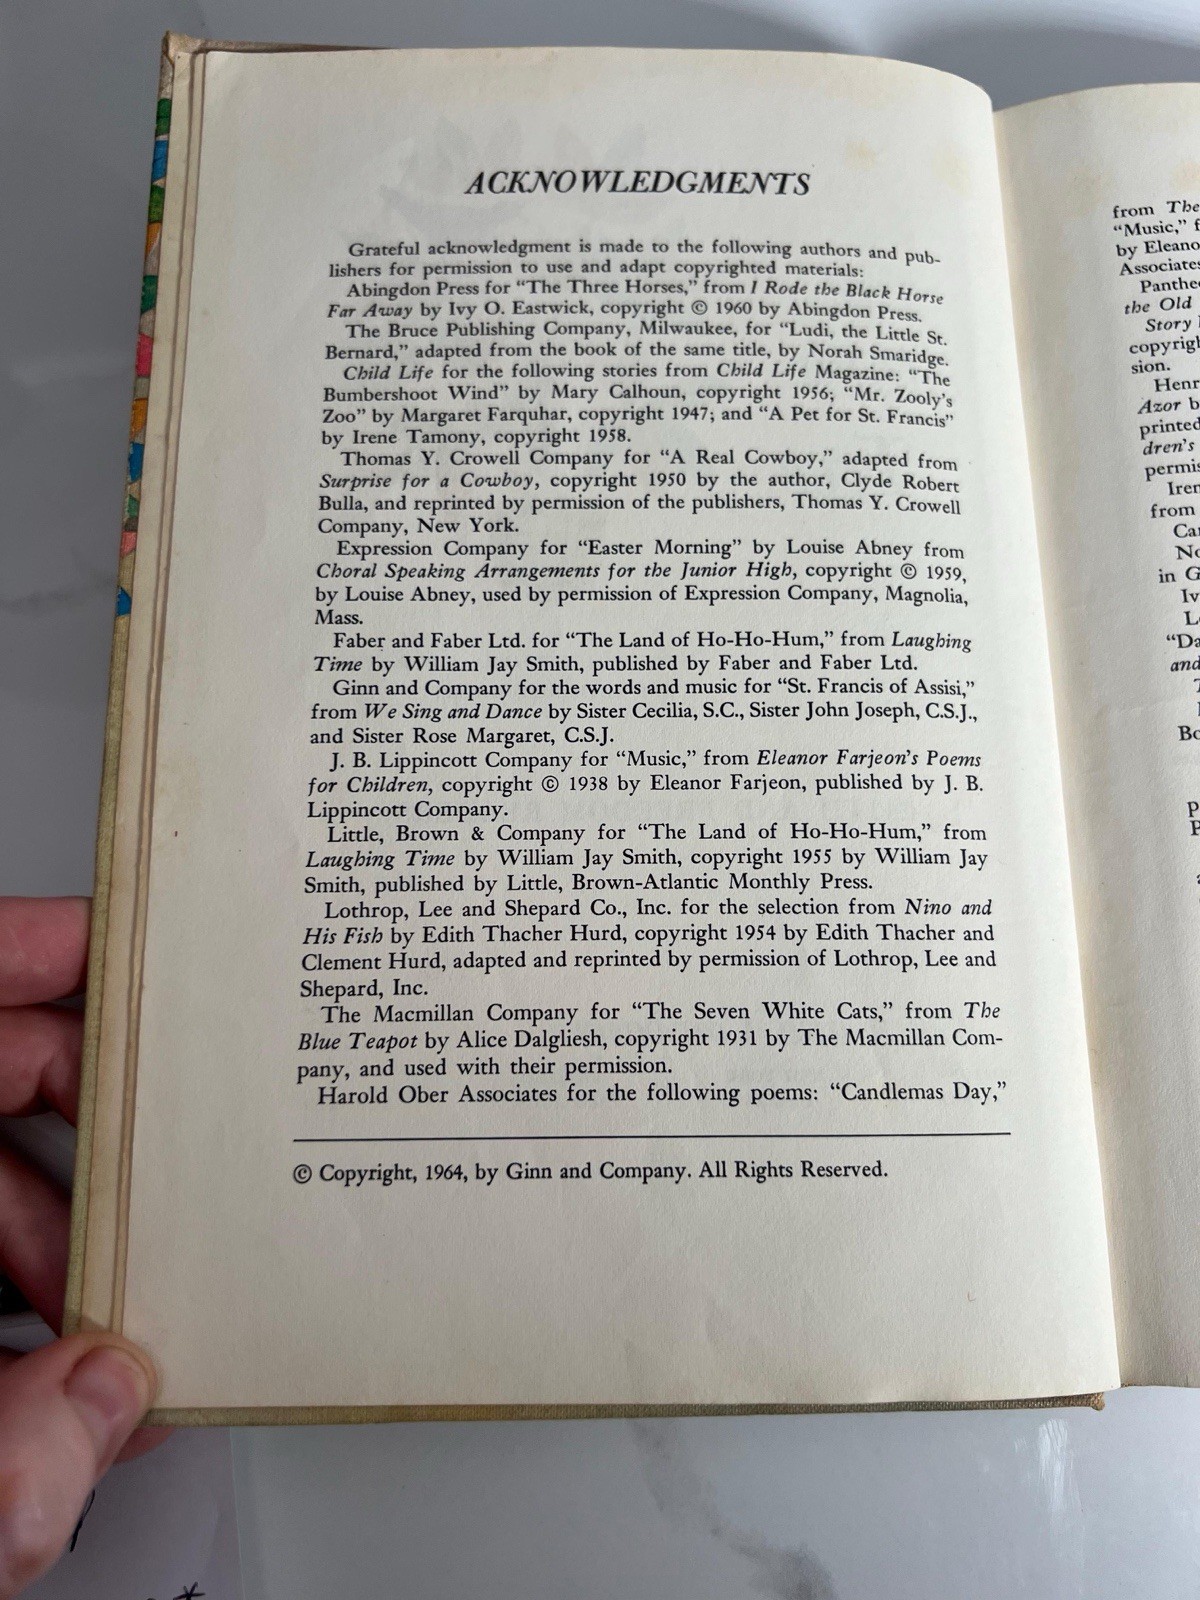 ACKNOWLEDGMENTS
Grateful acknowledgment is made to the following authors and pub-
lishers for permission to use and adapt copyrighted materials:
Abingdon Press for “The Three Horses,” from I Rode the Black Horse
Far Away by Ivy O. Eastwick, copyright © 1960 by Abingdon Press.
The Bruce Publishing Company, Milwaukee, for “Ludi, the Little St.
Bernard,” adapted from the book of the same title, by Norah Smaridge.
Child Life for the following stories from Child Life Magazine: “The
Bumbershoot Wind” by Mary Calhoun, copyright 1956; “Mr. Zooly’s
Zoo” by Margaret Farquhar, copyright 1947; and “A Pet for St. Francis”
by Irene Tamony, copyright 1958.
Thomas Y. Crowell Company for “A Real Cowboy,” adapted from
Surprise for a Cowboy, copyright 1950 by the author, Clyde Robert
Bulla, and reprinted by permission of the publishers, Thomas Y. Crowell
Company, New York.
Expression Company for “Easter Morning” by Louise Abney from
Choral Speaking Arrangements for the Junior High, copyright © 1959,
by Louise Abney, used by permission of Expression Company, Magnolia,
Mass.
Faber and Faber Ltd. for “The Land of Ho-Ho-Hum,” from Laughing
Time by William Jay Smith, published by Faber and Faber Ltd.
Ginn and Company for the words and music for “St. Francis of Assisi,”
from We Sing and Dance by Sister Cecilia, S.C., Sister John Joseph, C.S.J.,
and Sister Rose Margaret, C.S.J.
J. B. Lippincott Company for “Music,” from Eleanor Farjeon’s Poems
for Children, copyright © 1938 by Eleanor Farjeon, published by J. B.
Lippincott Company.
Little, Brown & Company for “The Land of Ho-Ho-Hum,” from
Laughing Time by William Jay Smith, copyright 1955 by William Jay
Smith, published by Little, Brown-Atlantic Monthly Press.
Lothrop, Lee and Shepard Co., Inc. for the selection from Nino and
His Fish by Edith Thacher Hurd, copyright 1954 by Edith Thacher and
Clement Hurd, adapted and reprinted by permission of Lothrop, Lee and
Shepard, Inc.
The Macmillan Company for “The Seven White Cats,” from The
Blue Teapot by Alice Dalgliesh, copyright 1931 by The Macmillan Com-
pany, and used with their permission.
Harold Ober Associates for the following poems: “Candlemas Day,”
© Copyright, 1964, by Ginn and Company. All Rights Reserved.
from The
“Music,” f
by Eleano
Associates
Panthe
the Old
Story
copyrigh
sion.
Henr
Azor b
printed
dren’s
permis
Iren
from
Car
No
in G
Iv
L
“Da
and
Bo
P